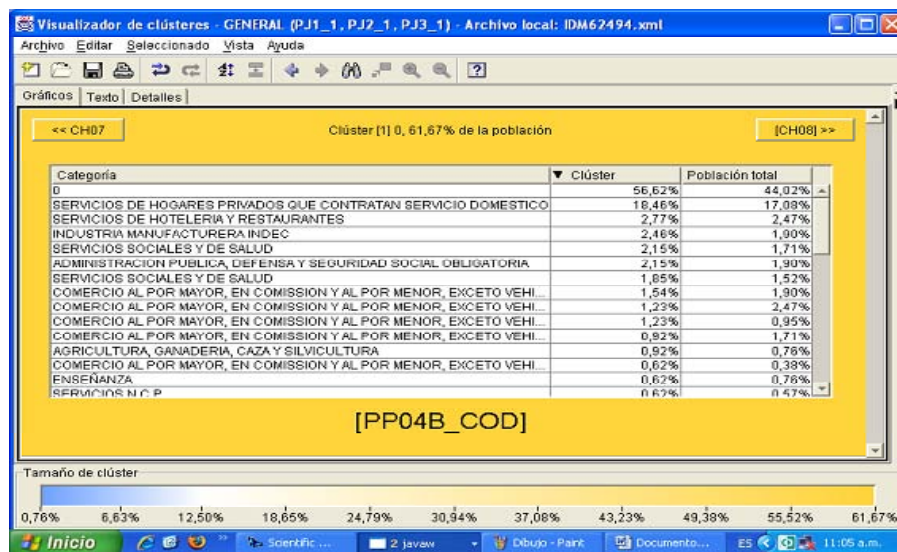 Visualizador de clústeres - GENERAL (PJ1_1, PJ2_1, PJ3_1) - Archivo local: IDM62494.xml
Archivo Editar Seleccionado Vista Ayuda
Gráficos Texto Detalles
<< CH07 Clúster [1] 0, 61,67% de la población [CH08] >>
Categoría ▼ Clúster Población total
0 56,62% 44,02%
SERVICIOS DE HOGARES PRIVADOS QUE CONTRATAN SERVICIO DOMESTICO 18,46% 17,08%
SERVICIOS DE HOTELERIA Y RESTAURANTES 2,77% 2,47%
INDUSTRIA MANUFACTURERA INDEC 2,46% 1,90%
SERVICIOS SOCIALES Y DE SALUD 2,15% 1,71%
ADMINISTRACION PUBLICA, DEFENSA Y SEGURIDAD SOCIAL OBLIGATORIA 2,15% 1,90%
SERVICIOS SOCIALES Y DE SALUD 1,85% 1,52%
COMERCIO AL POR MAYOR, EN COMISSION Y AL POR MENOR, EXCETO VEHI... 1,54% 1,90%
COMERCIO AL POR MAYOR, EN COMISSION Y AL POR MENOR, EXCETO VEHI... 1,23% 2,47%
COMERCIO AL POR MAYOR, EN COMISSION Y AL POR MENOR, EXCETO VEHI... 1,23% 0,95%
COMERCIO AL POR MAYOR, EN COMISSION Y AL POR MENOR, EXCETO VEHI... 0,92% 1,71%
AGRICULTURA, GANADERIA, CAZA Y SILVICULTURA 0,92% 0,76%
COMERCIO AL POR MAYOR, EN COMISSION Y AL POR MENOR, EXCETO VEHI... 0,62% 0,38%
ENSEÑANZA 0,62% 0,76%
SERVICIOS N.C.P. 0,62% 0,57%
[PP04B_COD]
Tamaño de clúster
0,76% 6,63% 12,50% 18,65% 24,79% 30,94% 37,08% 43,23% 49,38% 55,52% 61,67%
Inicio Scientific ... 2 javaw Dibujo - Paint Documento... ES 11:05 a.m.